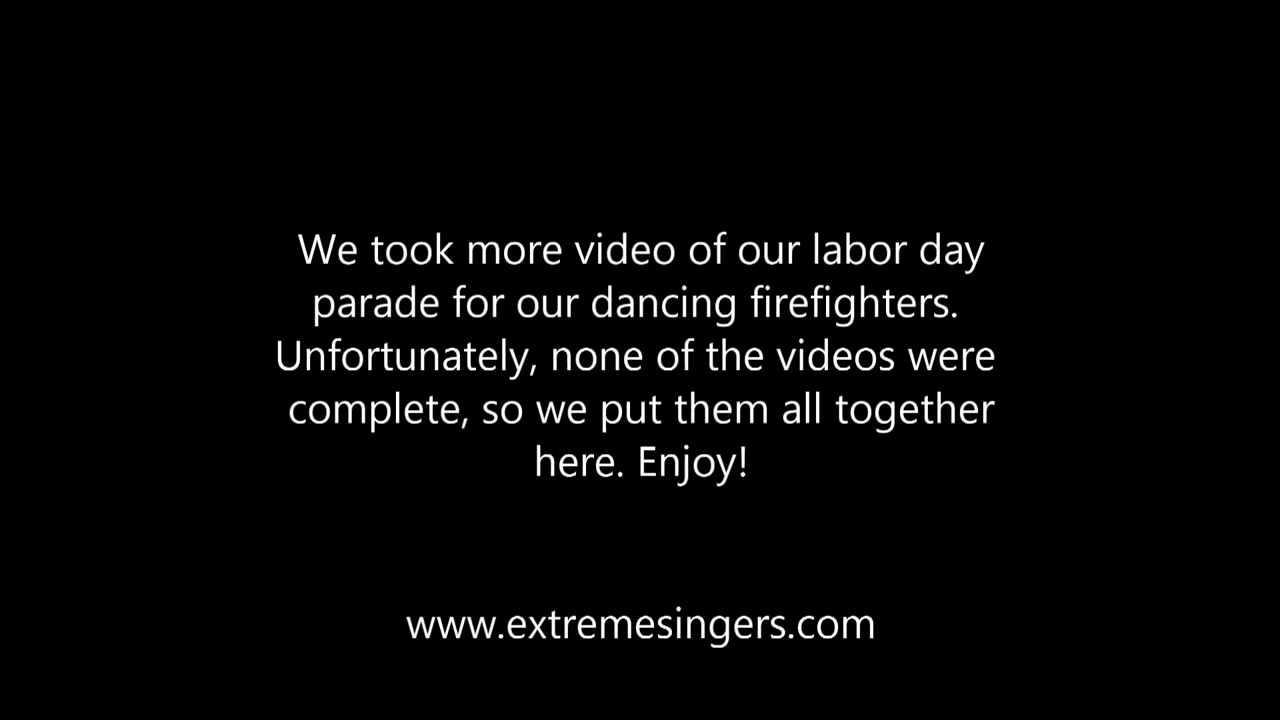 We took more video of our labor day
parade for our dancing firefighters.
Unfortunately, none of the videos were
complete, so we put them all together
here. Enjoy!
www.extremesingers.com